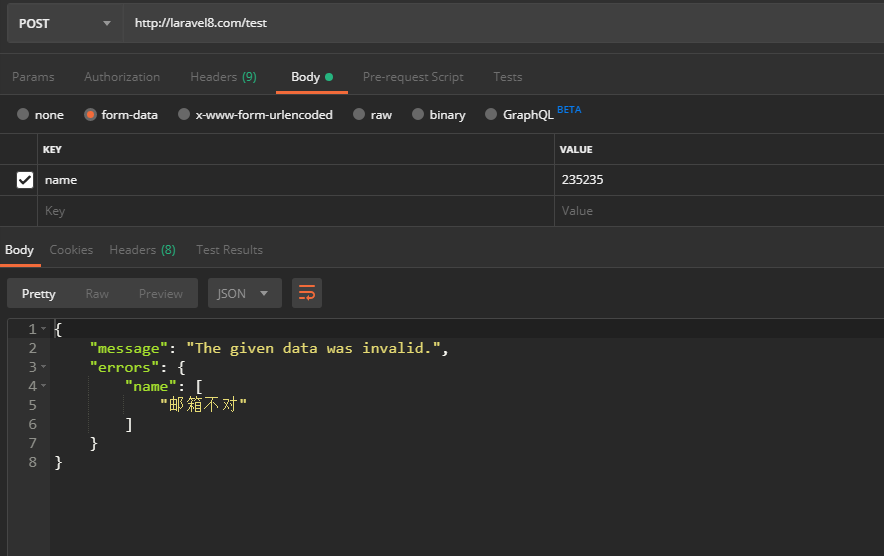 POST http://laravel8.com/test
Params Authorization Headers (9) Body Pre-request Script Tests
none form-data x-www-form-urlencoded raw binary GraphQL BETA
KEY VALUE
name 235235
Key Value
Body Cookies Headers (8) Test Results
Pretty Raw Preview JSON
1 {
2 "message": "The given data was invalid.",
3 "errors": {
4 "name": [
5 "邮箱不对"
6 ]
7 }
8 }